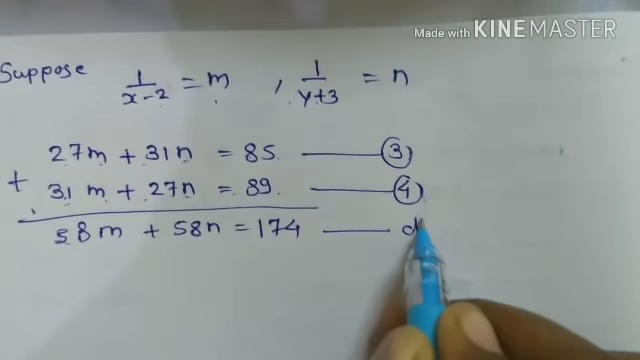 Made with KINEMASTER
Suppose 1/x-2 = m , 1/y+3 = n
27m + 31n = 85. ——— ③
+ 31m + 27n = 89. ——— ④
58m + 58n = 174 ——— d